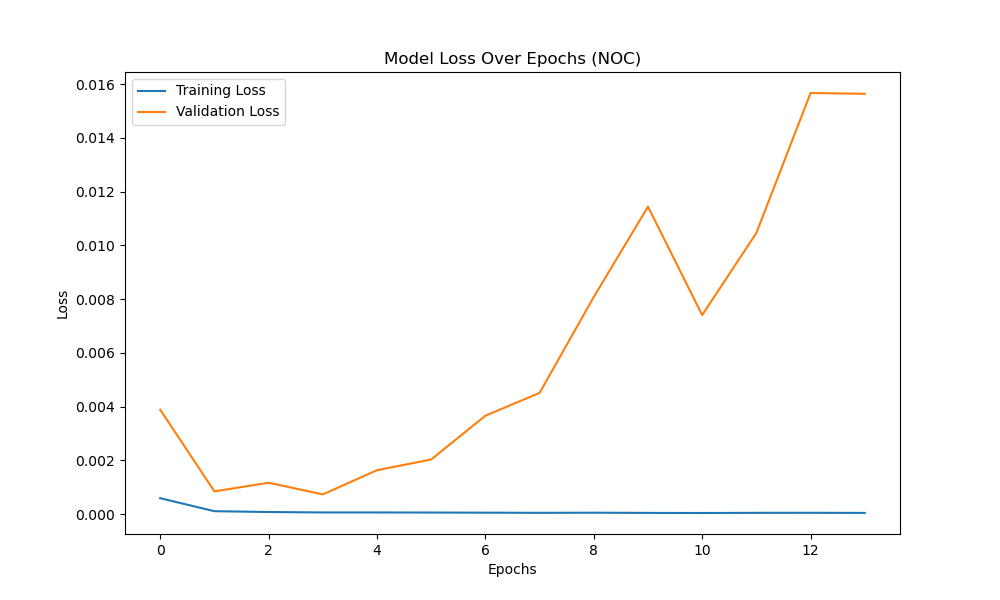 Model Loss Over Epochs (NOC)
Training Loss
Validation Loss
0.016
0.014
0.012
0.010
0.008
0.006
0.004
0.002
0.000
Loss
0 2 4 6 8 10 12
Epochs